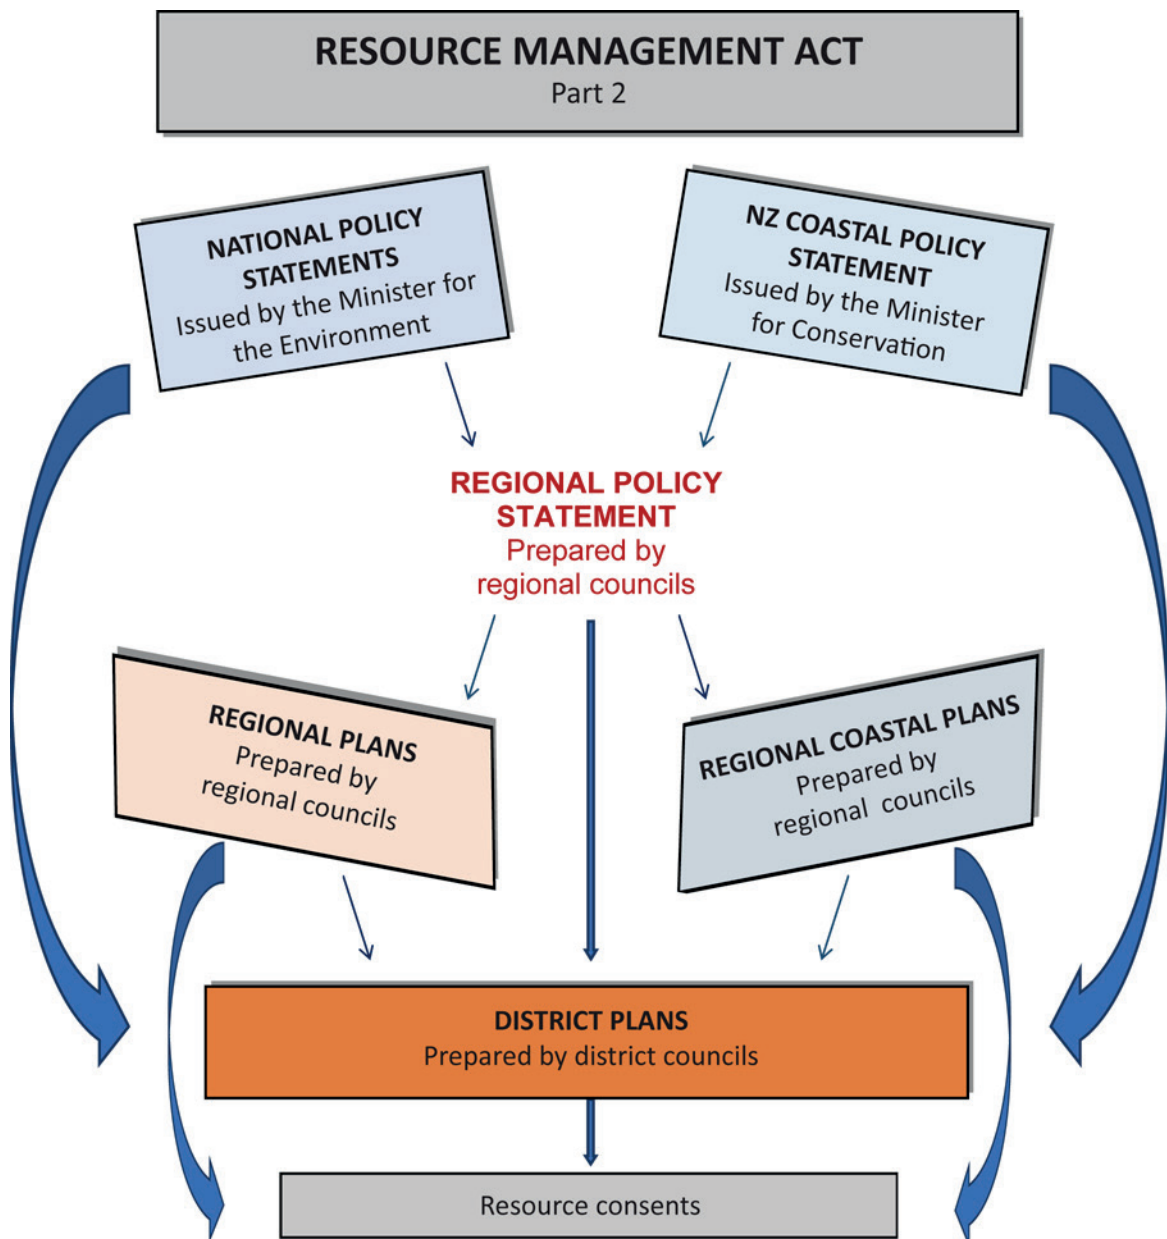 RESOURCE MANAGEMENT ACT
Part 2
NATIONAL POLICY
STATEMENTS
Issued by the Minister for
the Environment
NZ COASTAL POLICY
STATEMENT
Issued by the Minister
for Conservation
REGIONAL POLICY
STATEMENT
Prepared by
regional councils
REGIONAL PLANS
Prepared by
regional councils
REGIONAL COASTAL PLANS
Prepared by
regional councils
DISTRICT PLANS
Prepared by district councils
Resource consents